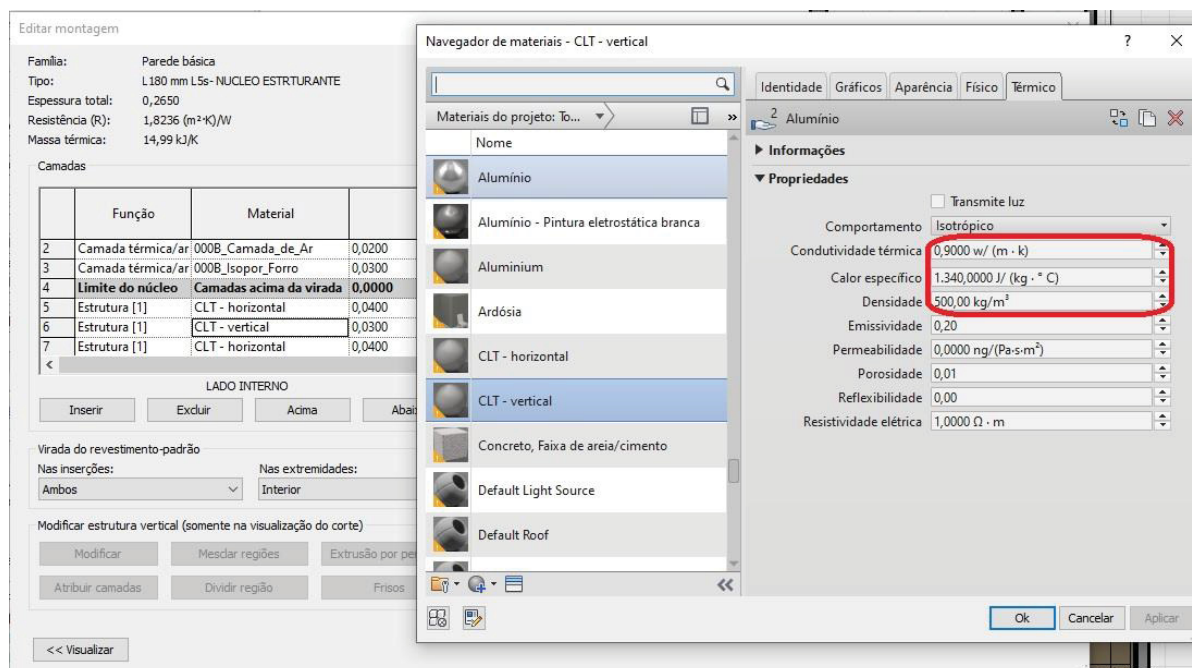 Editar montagem
Família: Parede básica
Tipo: L180 mm L5s- NUCLEO ESTRTURANTE
Espessura total: 0,2650
Resistência (R): 1,8236 (m²·K)/W
Massa térmica: 14,99 kJ/K
Camadas
Função Material
2 Camada térmica/ar 000B_Camada_de_Ar 0,0200
3 Camada térmica/ar 000B_Isopor_Forro 0,0300
4 Limite do núcleo Camadas acima da virada 0,0000
5 Estrutura [1] CLT - horizontal 0,0400
6 Estrutura [1] CLT - vertical 0,0300
7 Estrutura [1] CLT - horizontal 0,0400
LADO INTERNO
Inserir Excluir Acima
Virada do revestimento-padrão
Nas inserções: Nas extremidades:
Ambos Interior
Modificar estrutura vertical (somente na visualização do corte)
Modificar Mesclar regiões Extrusão por
Atribuir camadas Dividir região Frisos
<< Visualizar
Navegador de materiais - CLT - vertical ? ×
Materiais do projeto: To... »
Nome
Alumínio
Alumínio - Pintura eletrostática branca
Aluminium
Ardósia
CLT - horizontal
CLT - vertical
Concreto, Faixa de areia/cimento
Default Light Source
Default Roof
Identidade Gráficos Aparência Físico Térmico
2 Alumínio
Informações
Propriedades
Transmite luz
Comportamento Isotrópico
Condutividade térmica 0,9000 w/ (m · k)
Calor específico 1.340,0000 J/ (kg · ° C)
Densidade 500,00 kg/m³
Emissividade 0,20
Permeabilidade 0,0000 ng/(Pa·s·m²)
Porosidade 0,01
Reflexibilidade 0,00
Resistividade elétrica 1,0000 Ω · m
Ok Cancelar Aplicar